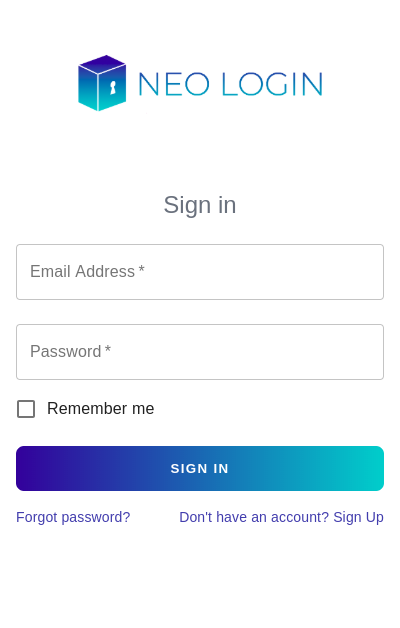 NEO LOGIN
Sign in
Email Address *
Password *
Remember me
SIGN IN
Forgot password?
Don't have an account? Sign Up